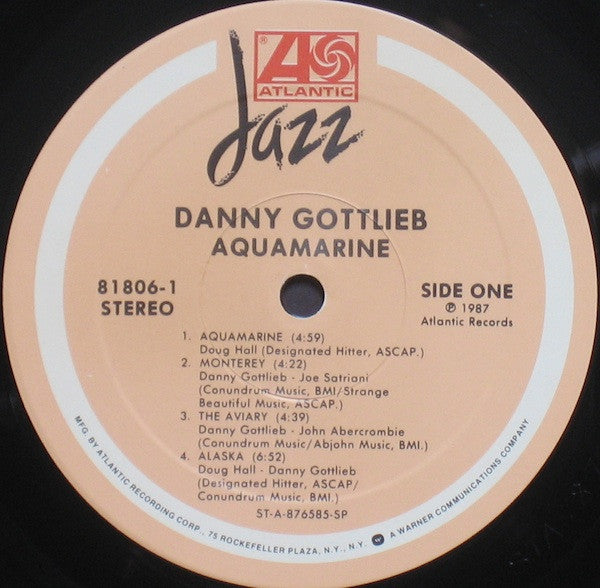 ®
ATLANTIC
Jazz
DANNY GOTTLIEB
AQUAMARINE
81806-1
STEREO
SIDE ONE
℗ 1987
Atlantic Records
1. AQUAMARINE (4:59)
Doug Hall (Designated Hitter, ASCAP.)
2. MONTEREY (4:22)
Danny Gottlieb - Joe Satriani
(Conundrum Music, BMI/Strange
Beautiful Music, ASCAP.)
3. THE AVIARY (4:39)
Danny Gottlieb - John Abercrombie
(Conundrum Music/Abjohn Music, BMI.)
4. ALASKA (6:52)
Doug Hall - Danny Gottlieb
(Designated Hitter, ASCAP/
Conundrum Music, BMI.)
ST-A-876585-SP
MFG. BY ATLANTIC RECORDING CORP., 75 ROCKEFELLER PLAZA, N.Y., N.Y. A WARNER COMMUNICATIONS COMPANY